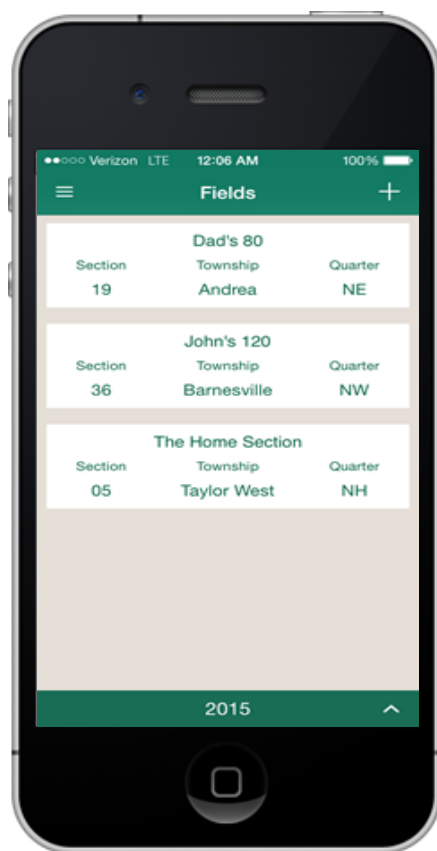 Verizon LTE 12:06 AM 100%
Fields
Dad's 80
Section Township Quarter
19 Andrea NE
John's 120
Section Township Quarter
36 Barnesville NW
The Home Section
Section Township Quarter
05 Taylor West NH
2015